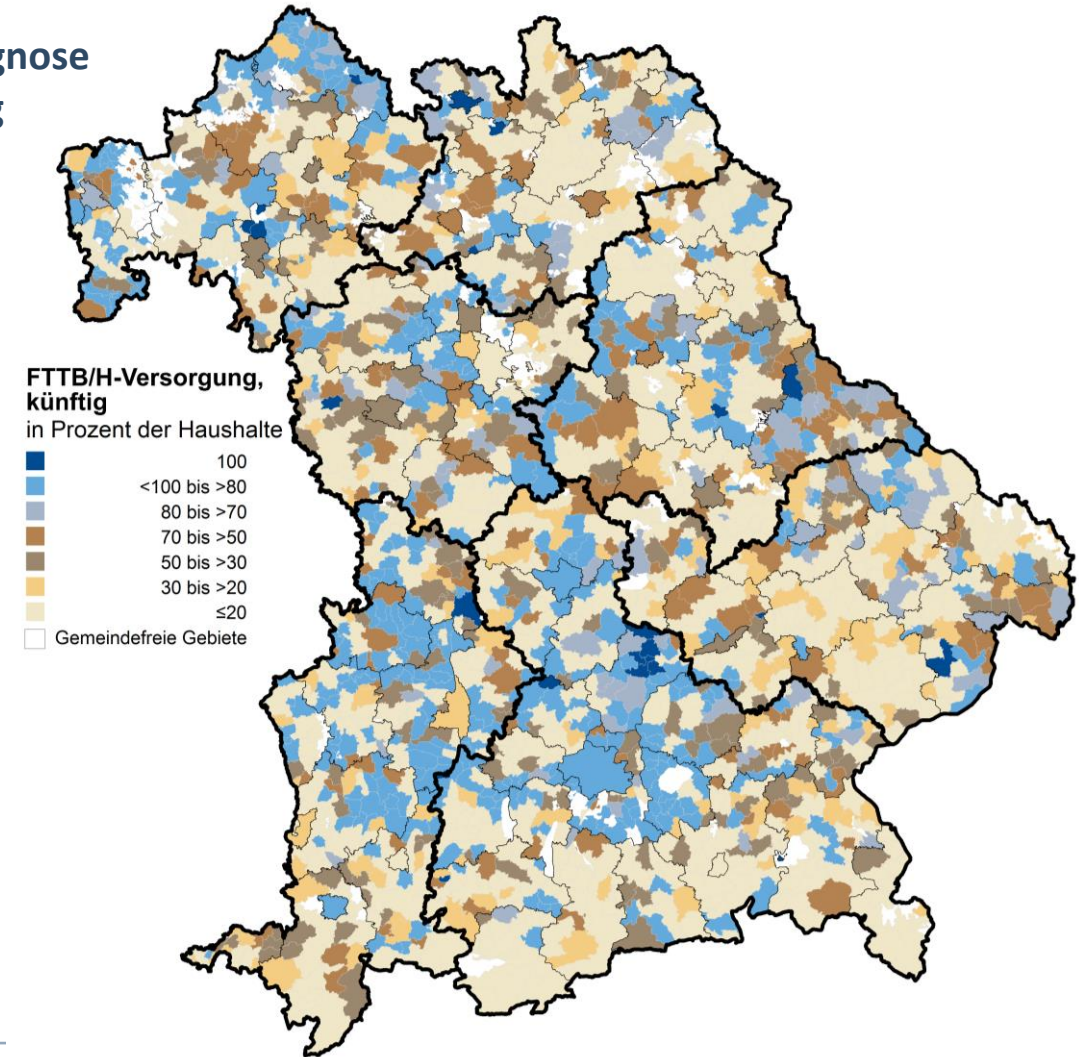 gnose
g
FTTB/H-Versorgung,
künftig
in Prozent der Haushalte
100
<100 bis >80
80 bis >70
70 bis >50
50 bis >30
30 bis >20
≤20
Gemeindefreie Gebiete